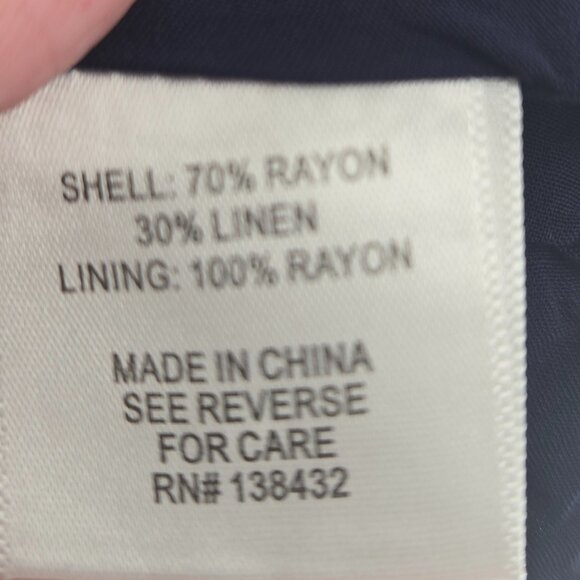 SHELL: 70% RAYON
30% LINEN
LINING: 100% RAYON
MADE IN CHINA
SEE REVERSE
FOR CARE
RN# 138432